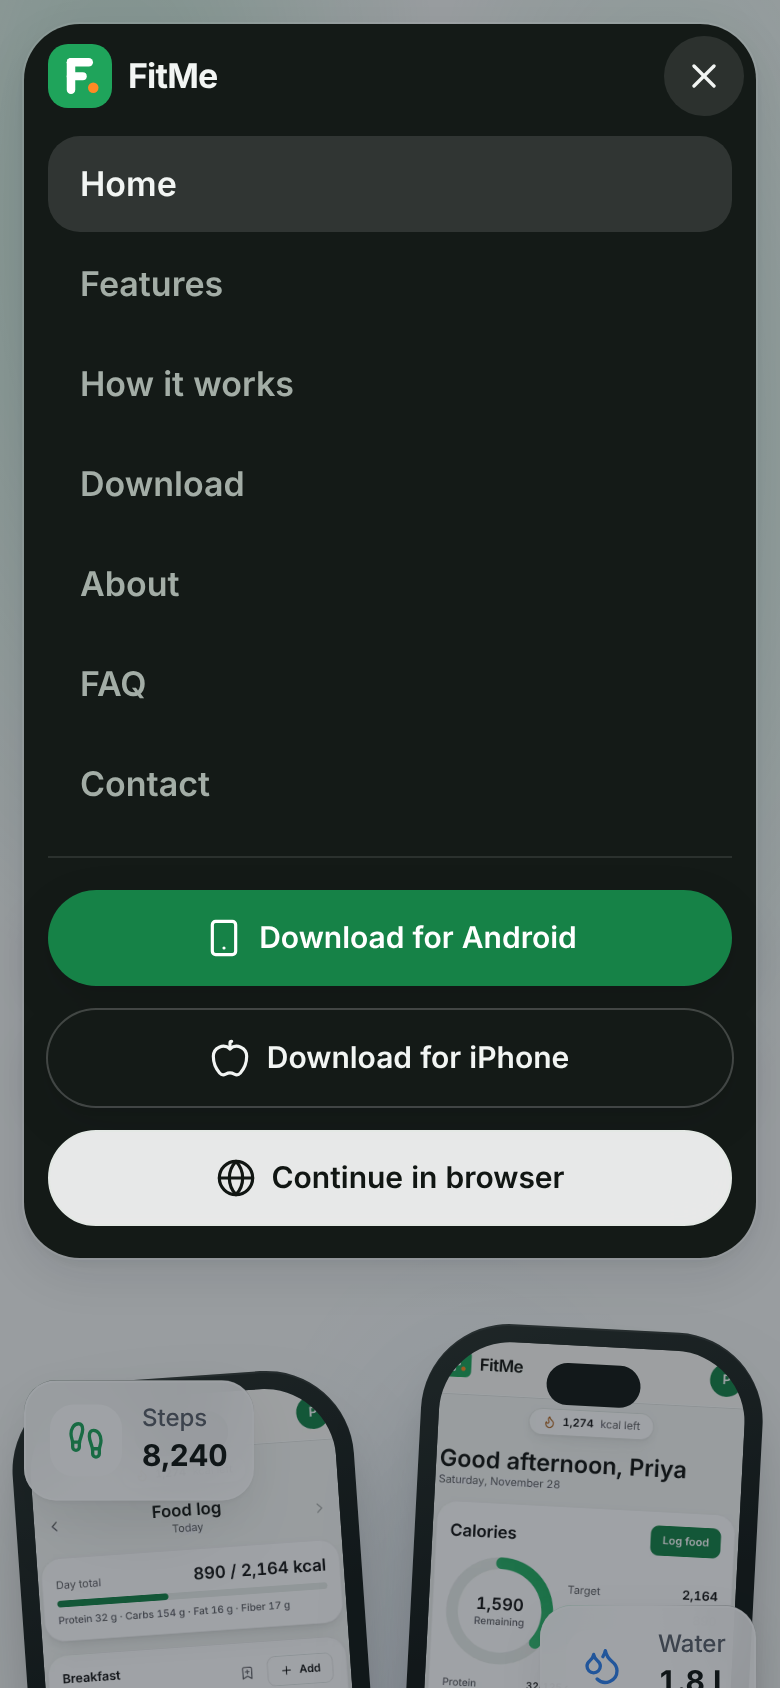 F.
FitMe
Home
Features
How it works
Download
About
FAQ
Contact
Download for Android
Download for iPhone
Continue in browser
Steps
8,240
P
Food log
Today
Day total
890 / 2,164 kcal
Protein 32 g · Carbs 154 g · Fat 16 g · Fiber 17 g
Breakfast
+ Add
FitMe
1,274 kcal left
Good afternoon, Priya
Saturday, November 28
Calories
Log food
1,590
Remaining
Target
2,164
Protein
32
Water
1.8 l